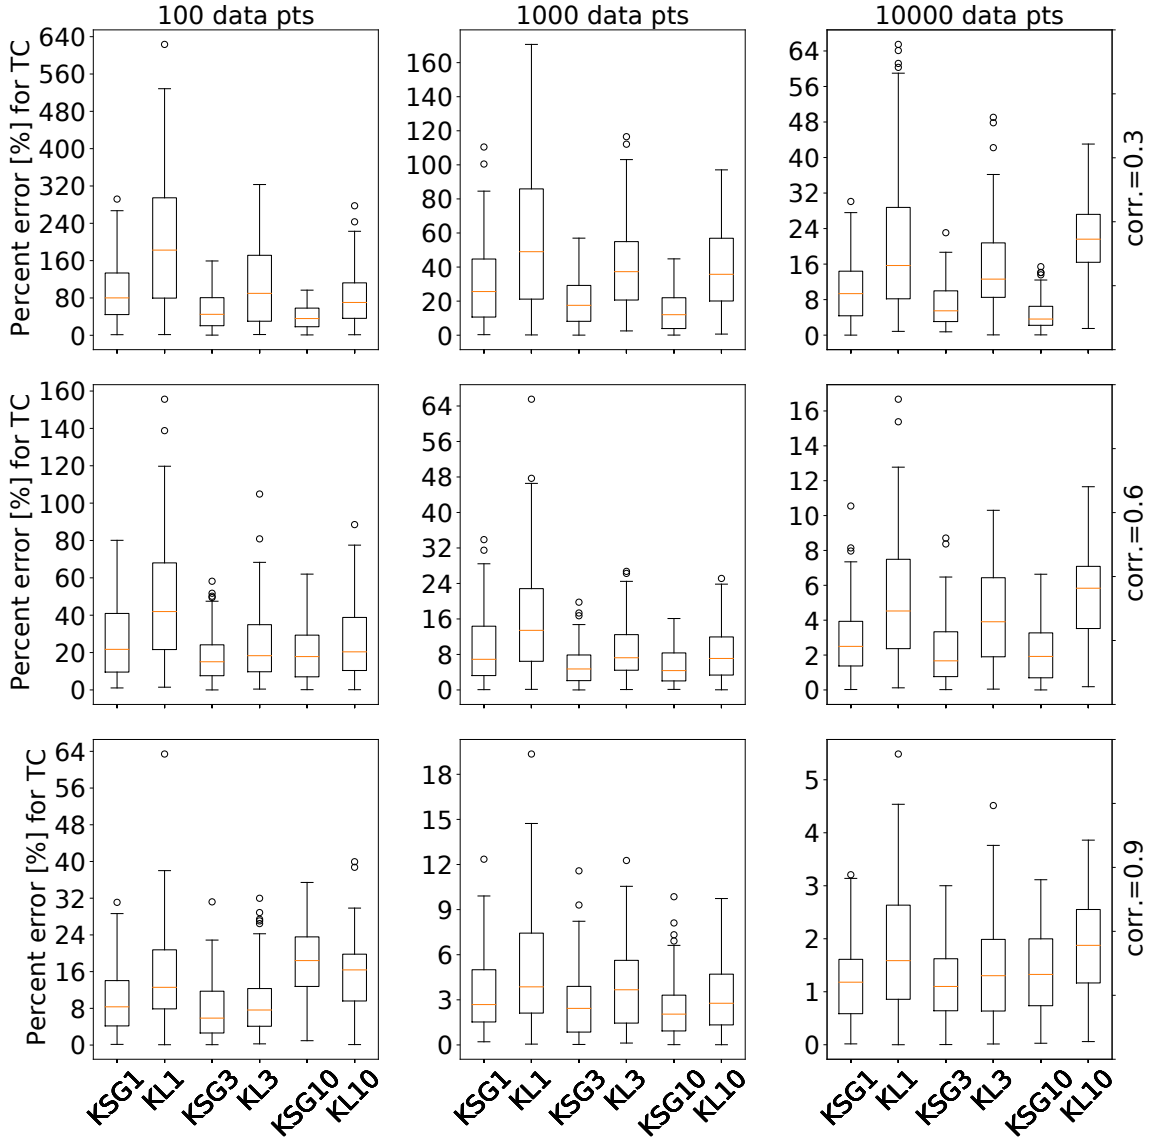 100 data pts
1000 data pts
10000 data pts
Percent error [%] for TC
640
560
480
400
320
240
160
80
0
160
140
120
100
80
60
40
20
0
64
56
48
40
32
24
16
8
0
corr.=0.3
Percent error [%] for TC
160
140
120
100
80
60
40
20
0
64
56
48
40
32
24
16
8
0
16
14
12
10
8
6
4
2
0
corr.=0.6
Percent error [%] for TC
64
56
48
40
32
24
16
8
0
18
15
12
9
6
3
0
5
4
3
2
1
0
corr.=0.9
KSG1
KL1
KSG3
KL3
KSG10
KL10
KSG1
KL1
KSG3
KL3
KSG10
KL10
KSG1
KL1
KSG3
KL3
KSG10
KL10